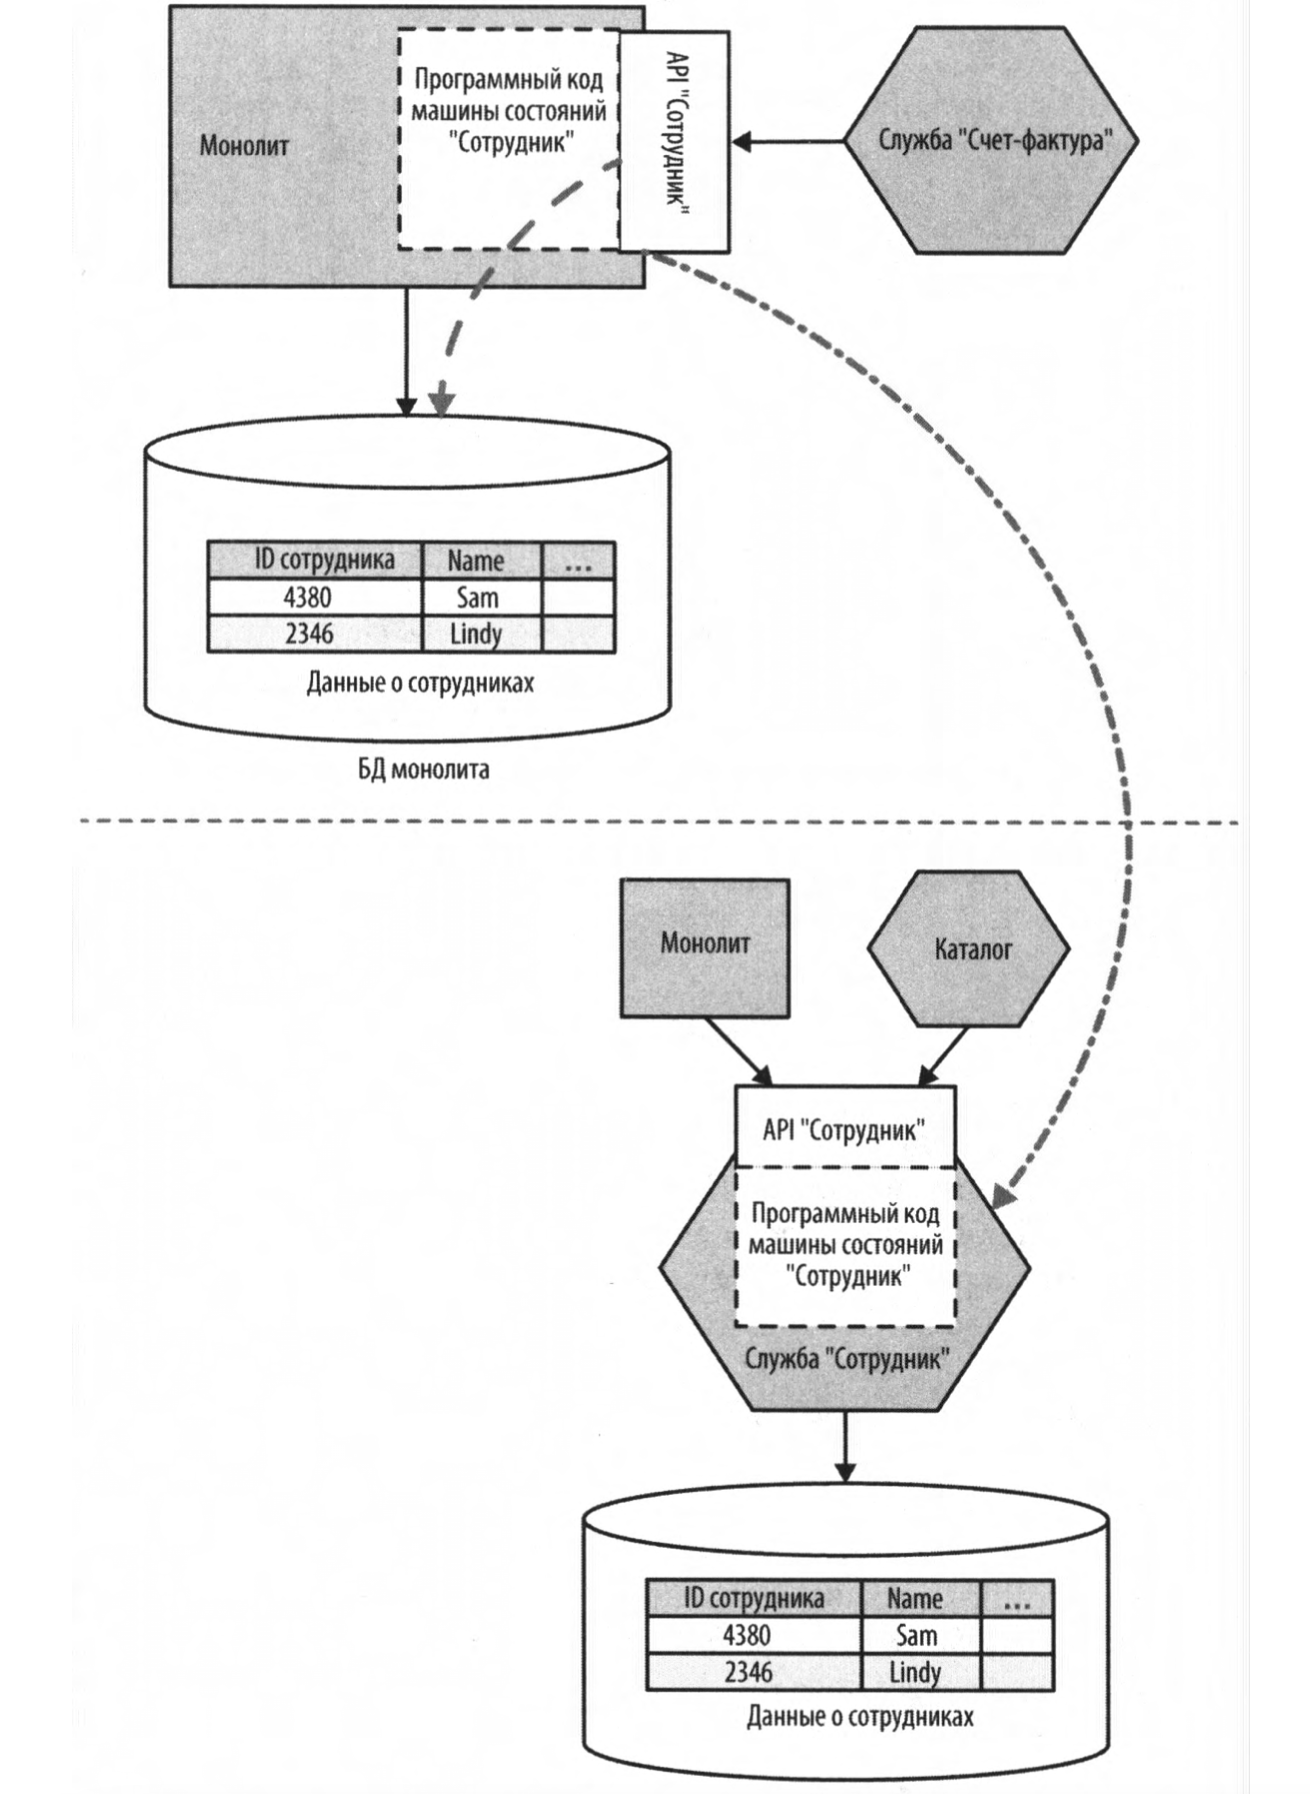 Программный код
машины состояний
"Сотрудник"
API "Сотрудник"
Монолит
Служба "Счет-фактура"
ID сотрудника Name ...
4380 Sam
2346 Lindy
Данные о сотрудниках
БД монолита
Монолит
Каталог
API "Сотрудник"
Программный код
машины состояний
"Сотрудник"
Служба "Сотрудник"
ID сотрудника Name ...
4380 Sam
2346 Lindy
Данные о сотрудниках